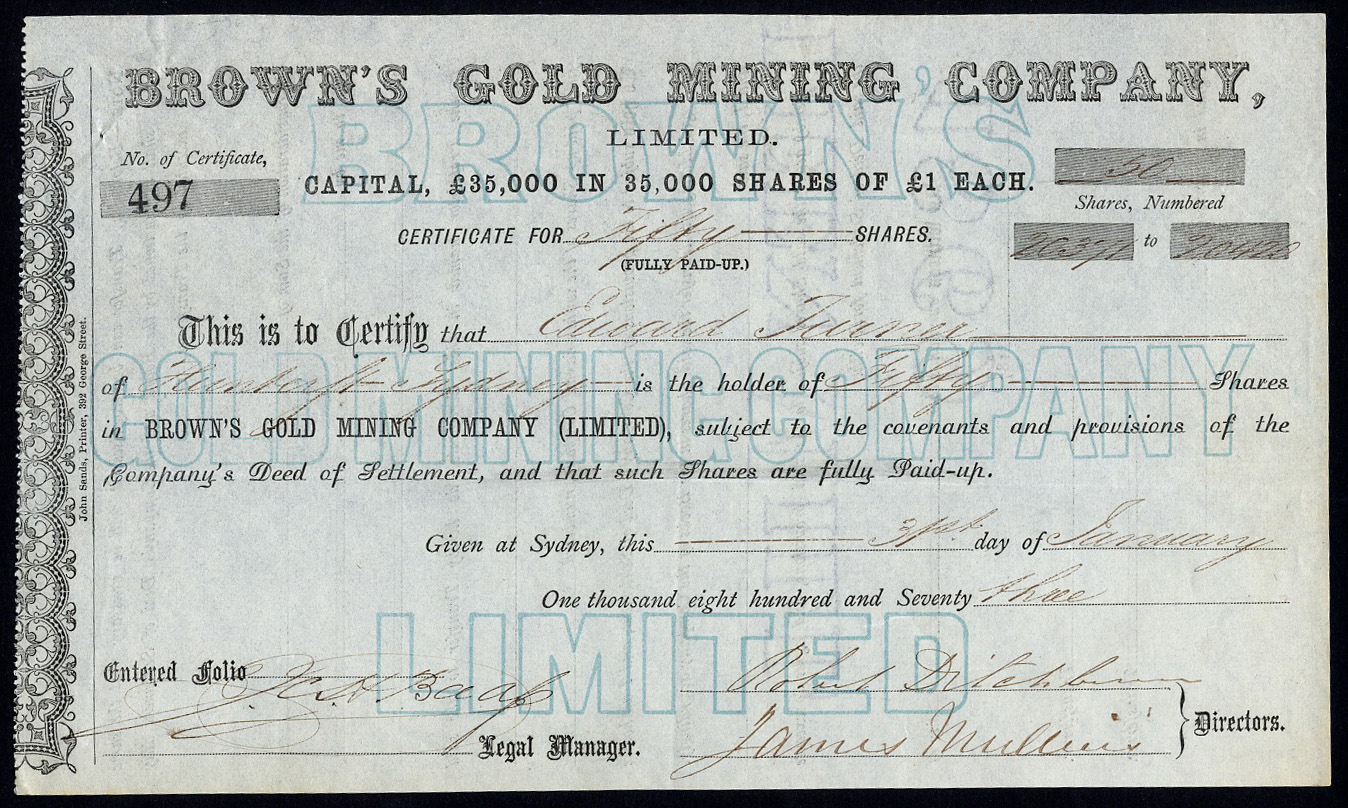 BROWN'S GOLD MINING COMPANY,
LIMITED.
No. of Certificate,
497
CAPITAL, £35,000 IN 35,000 SHARES OF £1 EACH.
50
Shares, Numbered
CERTIFICATE FOR Fifty SHARES.
to
(FULLY PAID-UP.)
This is to Certify that Edward Turner
of Sydney is the holder of Fifty Shares
in BROWN'S GOLD MINING COMPANY (LIMITED), subject to the covenants and provisions of the
Company's Deed of Settlement, and that such Shares are fully Paid-up.
Given at Sydney, this 31st day of January
One thousand eight hundred and Seventy three
Entered Folio
Robert Ditchburn
James Mullins
Directors.
Legal Manager.
John Sands, Printer, 392 George Street.
BROWN'S
GOLD MINING COMPANY
LIMITED